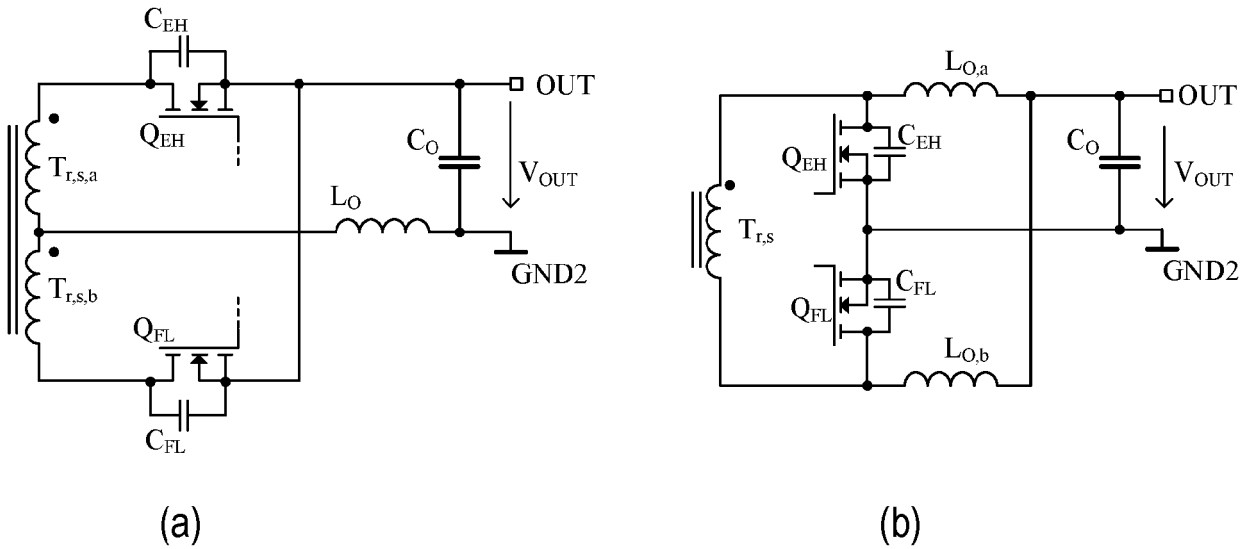 C_EH
OUT
Q_EH
T_r,s,a
C_O
V_OUT
L_O
T_r,s,b
GND2
Q_FL
C_FL
(a)
L_O,a
OUT
Q_EH
C_EH
C_O
V_OUT
T_r,s
GND2
Q_FL
C_FL
L_O,b
(b)